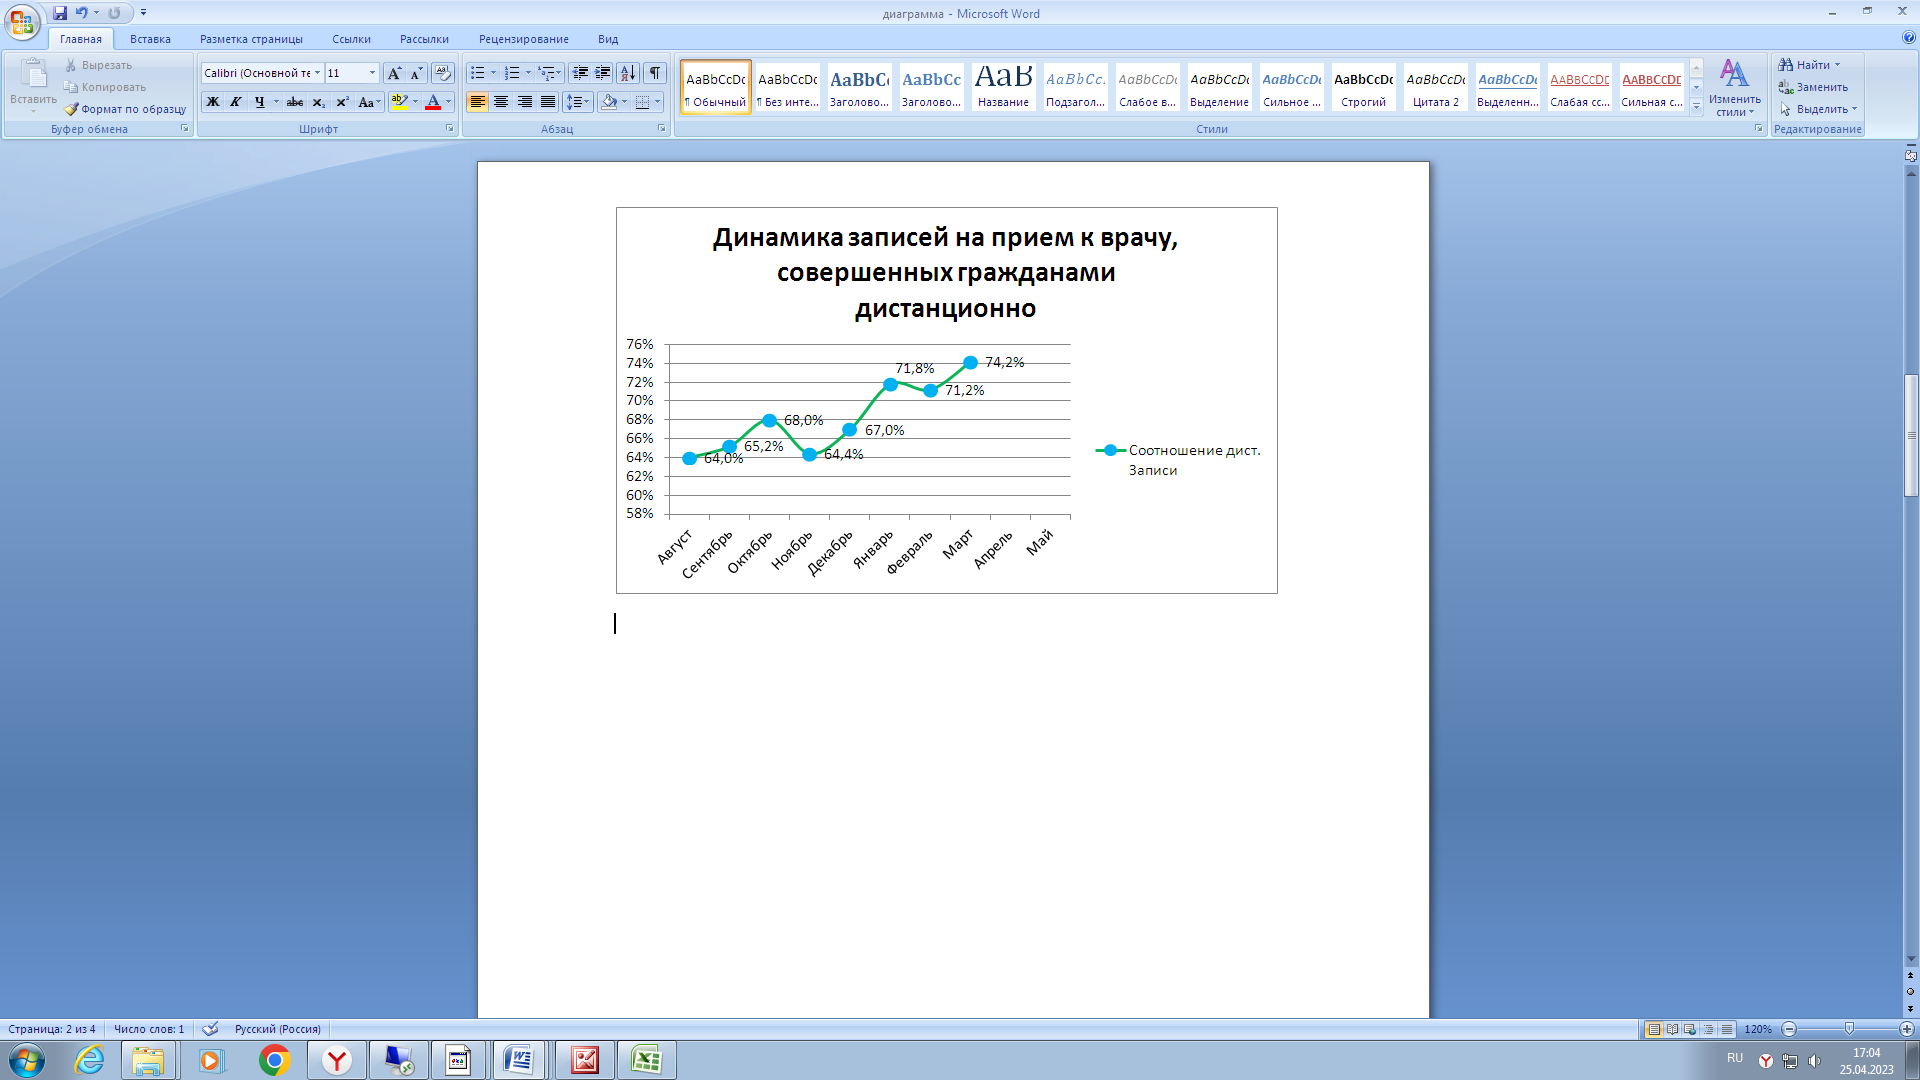 диаграмма - Microsoft Word
Главная Вставка Разметка страницы Ссылки Рассылки Рецензирование Вид
Вставить
Вырезать
Копировать
Формат по образцу
Буфер обмена
Calibri (Основной те 11
Ж К Ч abc x₂ x² Aa
Шрифт
Абзац
AaBbCcDc AaBbCcDc AaBbC AaBbCc AaB AaBbCc. AaBbCcDc AaBbCcDc AaBbCcDc AaBbCcDc AaBbCcDc AaBbCcDc AABBCCDE AABBCCDE
¶ Обычный ¶ Без инте... Заголово... Заголово... Название Подзагол... Слабое в... Выделение Сильное ... Строгий Цитата 2 Выделенн... Слабая сс... Сильная с...
Изменить
стили
Стили
Найти
Заменить
Выделить
Редактирование
Динамика записей на прием к врачу,
совершенных гражданами
дистанционно
76%
74%
72%
70%
68%
66%
64%
62%
60%
58%
64,0%
65,2%
68,0%
64,4%
67,0%
71,8%
71,2%
74,2%
Август
Сентябрь
Октябрь
Ноябрь
Декабрь
Январь
Февраль
Март
Апрель
Май
Соотношение дист.
Записи
Страница: 2 из 4 Число слов: 1 Русский (Россия)
120%
RU
17:04
25.04.2023